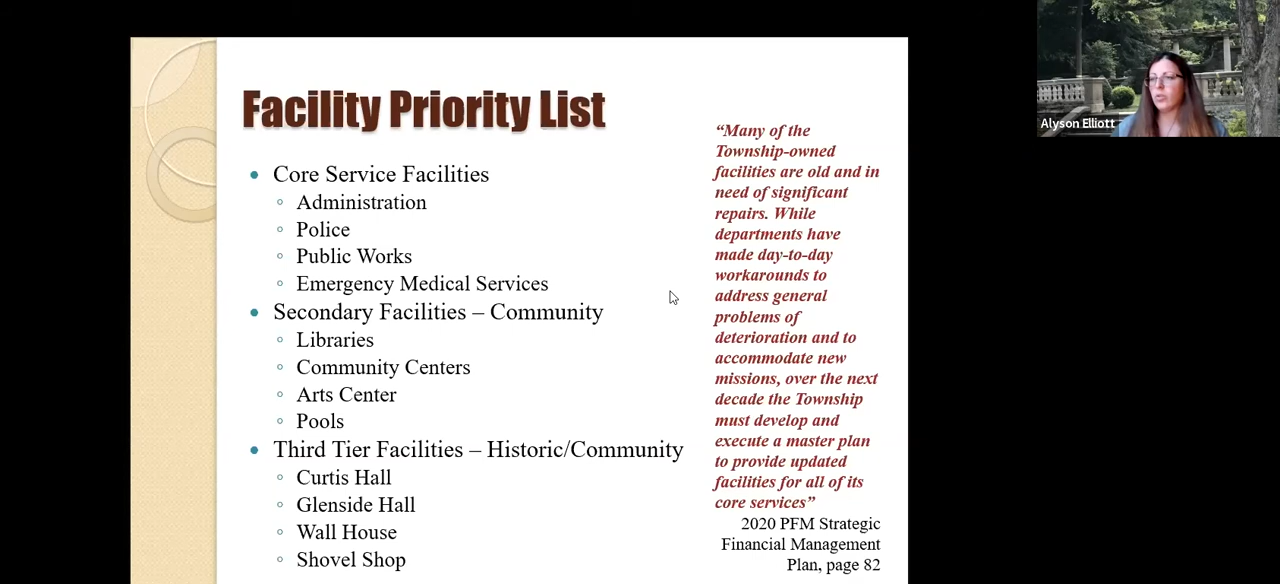 Facility Priority List
Core Service Facilities
Administration
Police
Public Works
Emergency Medical Services
Secondary Facilities – Community
Libraries
Community Centers
Arts Center
Pools
Third Tier Facilities – Historic/Community
Curtis Hall
Glenside Hall
Wall House
Shovel Shop
“Many of the
Township-owned
facilities are old and in
need of significant
repairs. While
departments have
made day-to-day
workarounds to
address general
problems of
deterioration and to
accommodate new
missions, over the next
decade the Township
must develop and
execute a master plan
to provide updated
facilities for all of its
core services”
2020 PFM Strategic
Financial Management
Plan, page 82
Alyson Elliott